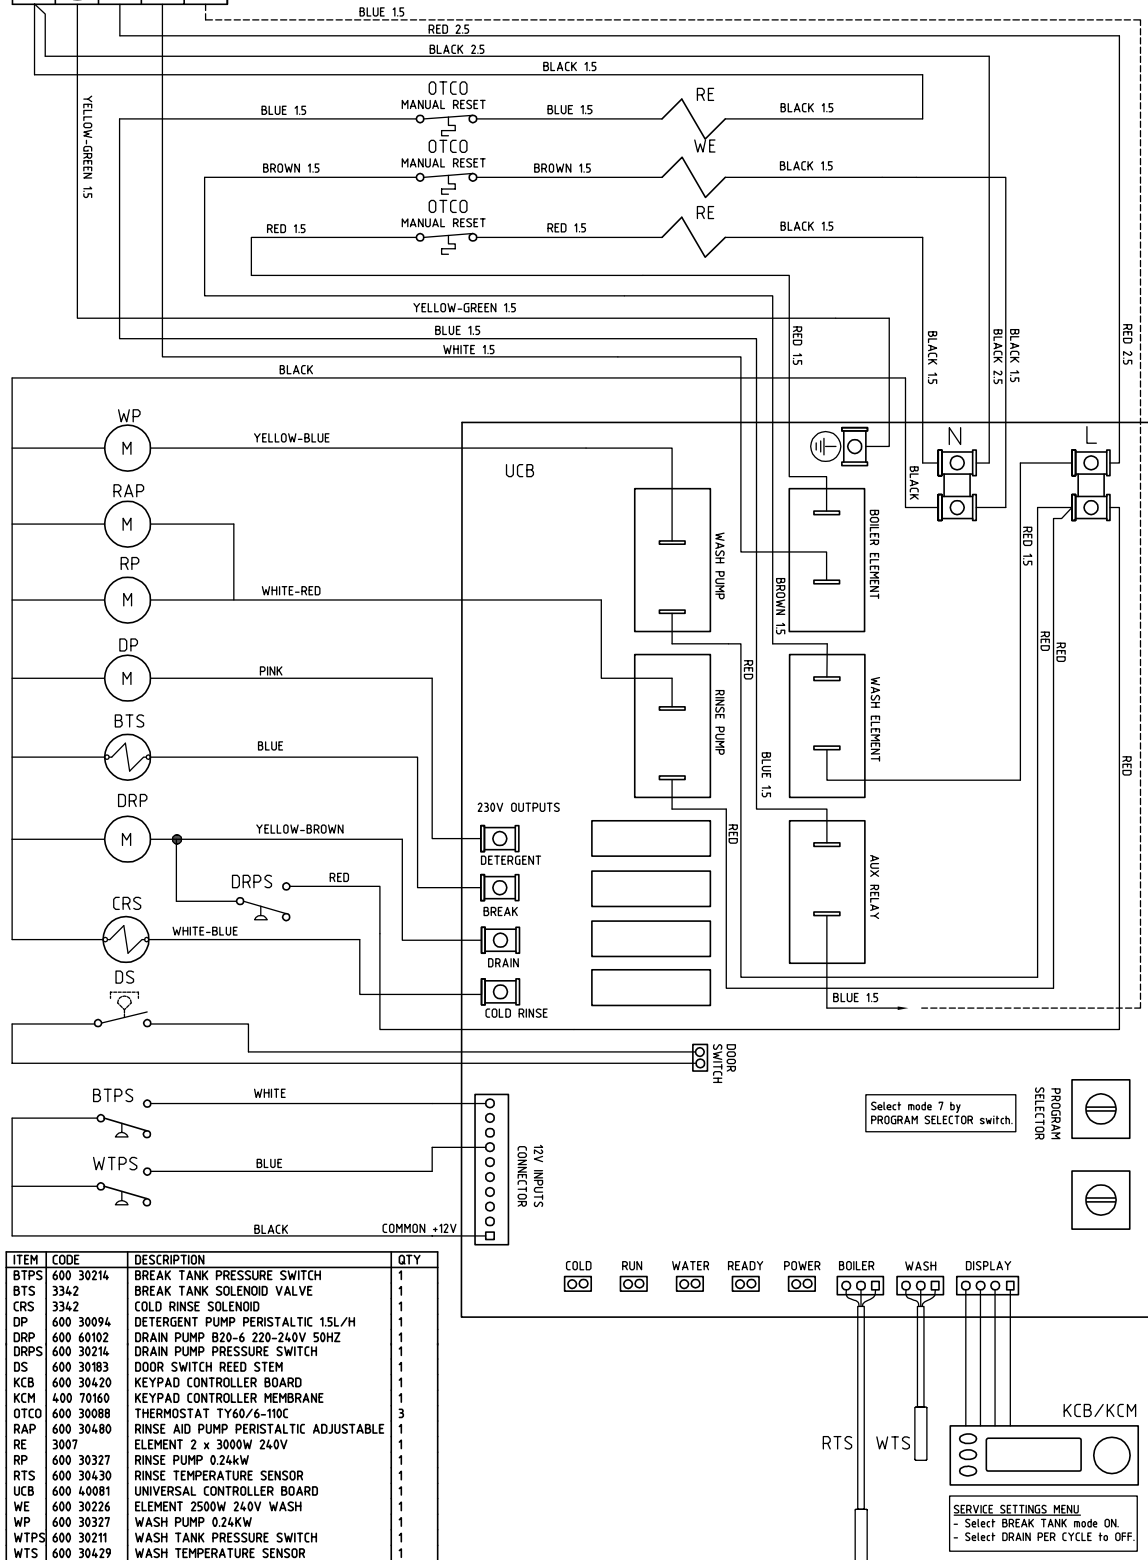 BLUE 1.5
RED 2.5
BLACK 2.5
BLACK 1.5
YELLOW-GREEN 1.5
OTCO
MANUAL RESET
BLUE 1.5
BLUE 1.5
RE
BLACK 1.5
OTCO
MANUAL RESET
BROWN 1.5
BROWN 1.5
WE
BLACK 1.5
OTCO
MANUAL RESET
RED 1.5
RED 1.5
RE
BLACK 1.5
YELLOW-GREEN 1.5
BLUE 1.5
WHITE 1.5
BLACK
RED 1.5
BLACK 1.5
BLACK 2.5
BLACK 1.5
RED 2.5
WP
M
YELLOW-BLUE
UCB
N
L
BLACK
RAP
M
RP
M
WHITE-RED
WASH PUMP
BOILER ELEMENT
BROWN 1.5
RED 1.5
RED
RED
DP
M
PINK
RED
RINSE PUMP
WASH ELEMENT
BTS
BLUE
BLUE 1.5
RED
DRP
M
YELLOW-BROWN
230V OUTPUTS
DETERGENT
RED
AUX RELAY
DRPS
RED
BREAK
CRS
WHITE-BLUE
DRAIN
COLD RINSE
BLUE 1.5
DS
DOOR
SWITCH
BTPS
WHITE
WTPS
BLUE
BLACK
COMMON +12V
12V INPUTS
CONNECTOR
Select mode 7 by
PROGRAM SELECTOR switch.
PROGRAM
SELECTOR
COLD RUN WATER READY POWER BOILER WASH DISPLAY
ITEM CODE DESCRIPTION QTY
BTPS 600 30214 BREAK TANK PRESSURE SWITCH 1
BTS 3342 BREAK TANK SOLENOID VALVE 1
CRS 3342 COLD RINSE SOLENOID 1
DP 600 30094 DETERGENT PUMP PERISTALTIC 1.5L/H 1
DRP 600 60102 DRAIN PUMP B20-6 220-240V 50HZ 1
DRPS 600 30214 DRAIN PUMP PRESSURE SWITCH 1
DS 600 30183 DOOR SWITCH REED STEM 1
KCB 600 30420 KEYPAD CONTROLLER BOARD 1
KCM 400 70160 KEYPAD CONTROLLER MEMBRANE 1
OTCO 600 30088 THERMOSTAT TY60/6-110C 3
RAP 600 30480 RINSE AID PUMP PERISTALTIC ADJUSTABLE 1
RE 3007 ELEMENT 2 x 3000W 240V 1
RP 600 30327 RINSE PUMP 0.24kW 1
RTS 600 30430 RINSE TEMPERATURE SENSOR 1
UCB 600 40081 UNIVERSAL CONTROLLER BOARD 1
WE 600 30226 ELEMENT 2500W 240V WASH 1
WP 600 30327 WASH PUMP 0.24KW 1
WTPS 600 30211 WASH TANK PRESSURE SWITCH 1
WTS 600 30429 WASH TEMPERATURE SENSOR 1
RTS
WTS
KCB/KCM
SERVICE SETTINGS MENU
- Select BREAK TANK mode ON.
- Select DRAIN PER CYCLE to OFF.